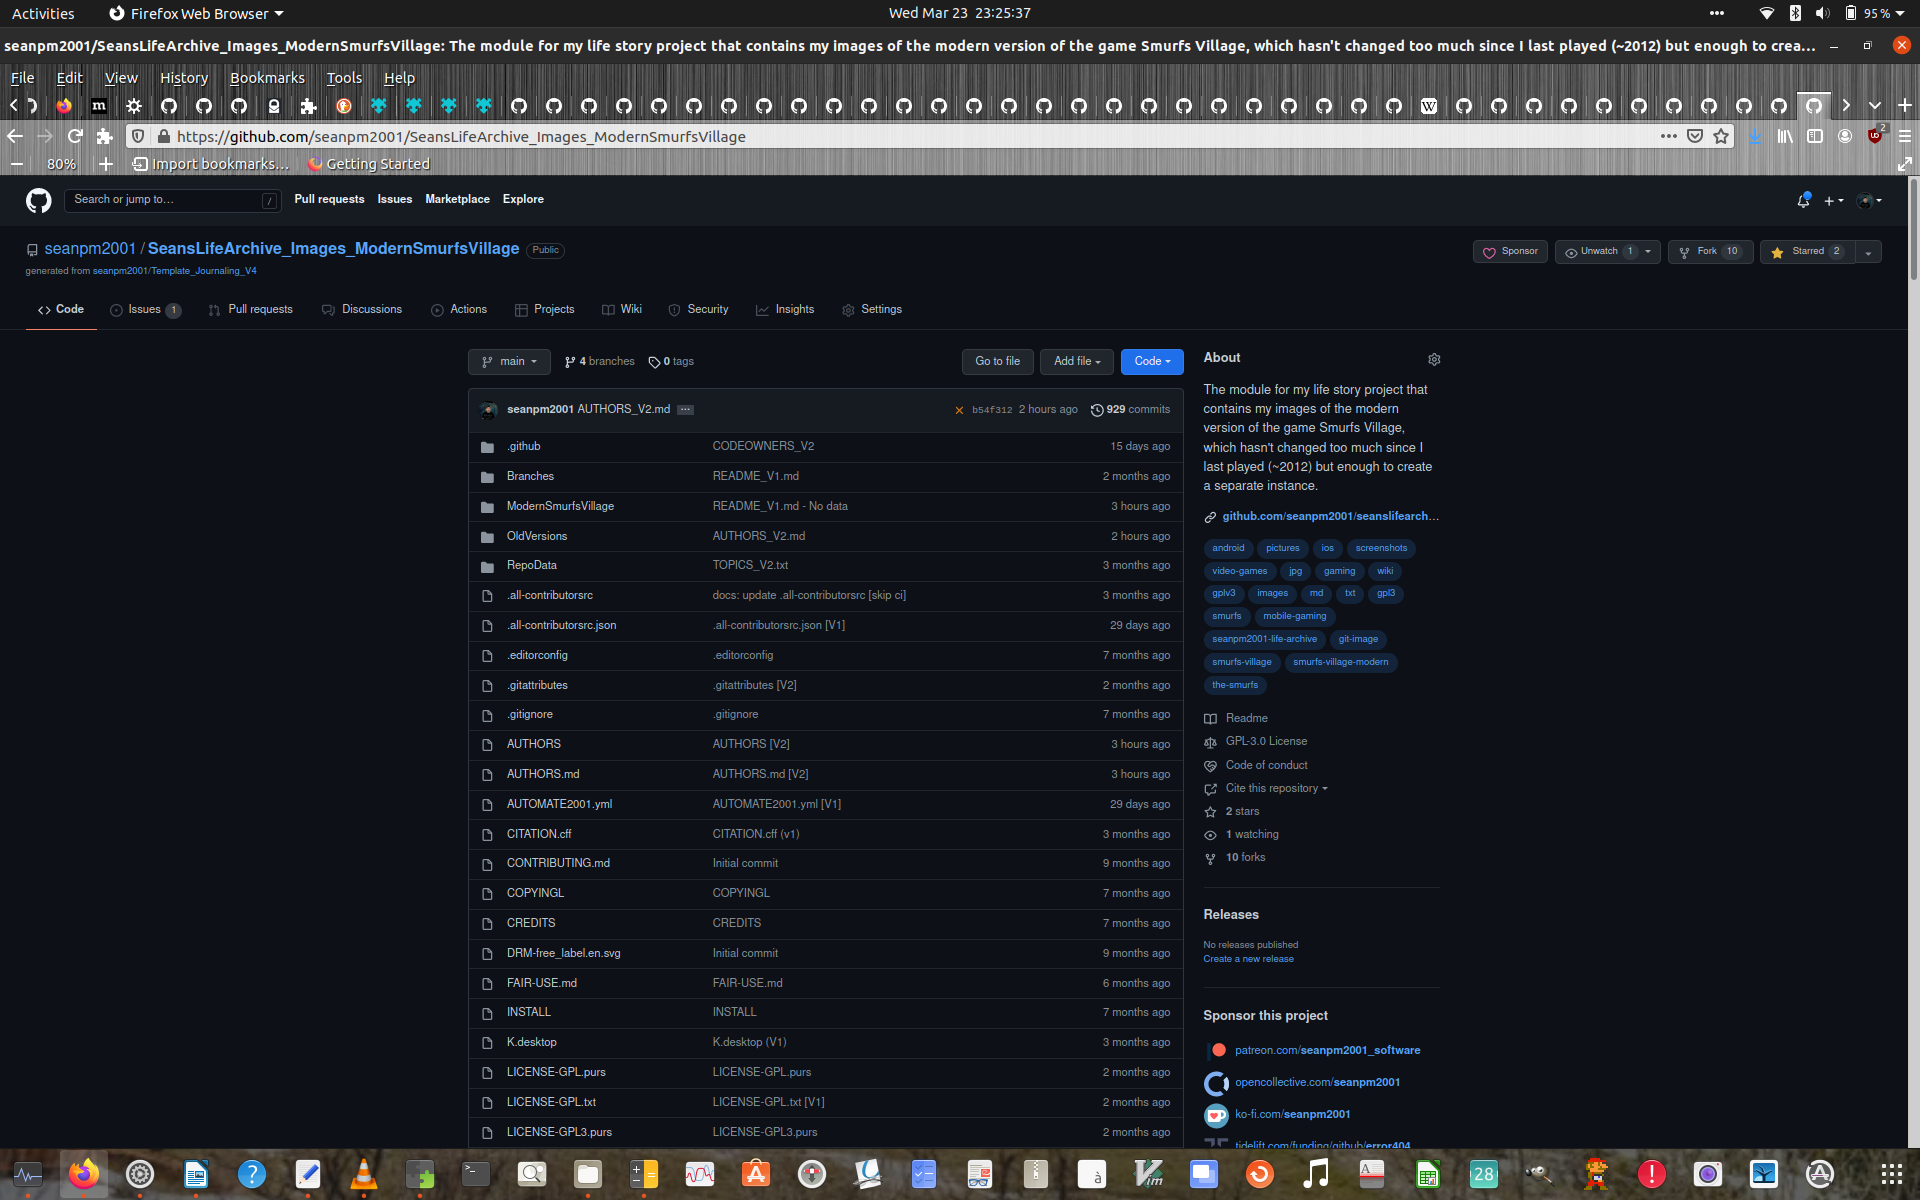 Activities
Firefox Web Browser
Wed Mar 23 23:25:37
95 %
seanpm2001/SeansLifeArchive_Images_ModernSmurfsVillage: The module for my life story project that contains my images of the modern version of the game Smurfs Village, which hasn't changed too much since I last played (~2012) but enough to crea...
File Edit View History Bookmarks Tools Help
https://github.com/seanpm2001/SeansLifeArchive_Images_ModernSmurfsVillage
2
80%
Import bookmarks...
Getting Started
Search or jump to...
/
Pull requests Issues Marketplace Explore
seanpm2001 / SeansLifeArchive_Images_ModernSmurfsVillage Public
Sponsor
Unwatch 1
Fork 10
Starred 2
generated from seanpm2001/Template_Journaling_V4
Code
Issues 1
Pull requests
Discussions
Actions
Projects
Wiki
Security
Insights
Settings
main
4 branches
0 tags
Go to file
Add file
Code
seanpm2001 AUTHORS_V2.md
b54f312 2 hours ago
929 commits
.github CODEOWNERS_V2 15 days ago
Branches README_V1.md 2 months ago
ModernSmurfsVillage README_V1.md - No data 3 hours ago
OldVersions AUTHORS_V2.md 2 hours ago
RepoData TOPICS_V2.txt 3 months ago
.all-contributorsrc docs: update .all-contributorsrc [skip ci] 3 months ago
.all-contributorsrc.json .all-contributorsrc.json [V1] 29 days ago
.editorconfig .editorconfig 7 months ago
.gitattributes .gitattributes [V2] 2 months ago
.gitignore .gitignore 7 months ago
AUTHORS AUTHORS [V2] 3 hours ago
AUTHORS.md AUTHORS.md [V2] 3 hours ago
AUTOMATE2001.yml AUTOMATE2001.yml [V1] 29 days ago
CITATION.cff CITATION.cff (v1) 3 months ago
CONTRIBUTING.md Initial commit 9 months ago
COPYINGL COPYINGL 7 months ago
CREDITS CREDITS 7 months ago
DRM-free_label.en.svg Initial commit 9 months ago
FAIR-USE.md FAIR-USE.md 6 months ago
INSTALL INSTALL 7 months ago
K.desktop K.desktop (V1) 3 months ago
LICENSE-GPL.purs LICENSE-GPL.purs 2 months ago
LICENSE-GPL.txt LICENSE-GPL.txt [V1] 2 months ago
LICENSE-GPL3.purs LICENSE-GPL3.purs 2 months ago
About
The module for my life story project that
contains my images of the modern
version of the game Smurfs Village,
which hasn't changed too much since I
last played (~2012) but enough to create
a separate instance.
github.com/seanpm2001/seanslifearch...
android pictures ios screenshots
video-games jpg gaming wiki
gplv3 images md txt gpl3
smurfs mobile-gaming
seanpm2001-life-archive git-image
smurfs-village smurfs-village-modern
the-smurfs
Readme
GPL-3.0 License
Code of conduct
Cite this repository
2 stars
1 watching
10 forks
Releases
No releases published
Create a new release
Sponsor this project
patreon.com/seanpm2001_software
opencollective.com/seanpm2001
ko-fi.com/seanpm2001
tidelift.com/funding/github/error404
28